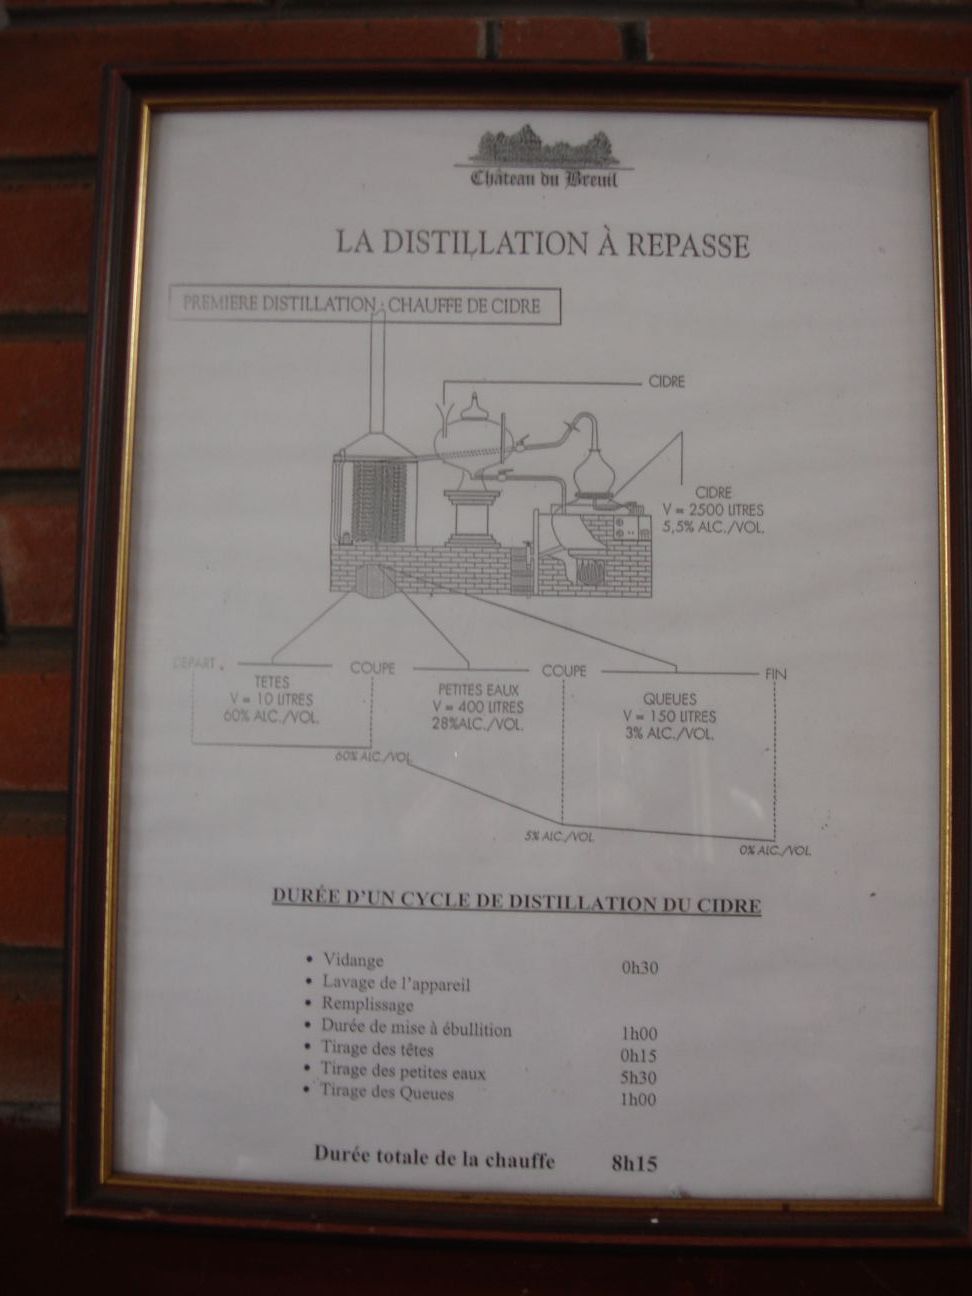 Château du Breuil
LA DISTILLATION À REPASSE
PREMIERE DISTILLATION : CHAUFFE DE CIDRE
CIDRE
CIDRE
V = 2500 LITRES
5,5% ALC./VOL.
DEPART
COUPE
COUPE
FIN
TETES
V = 10 LITRES
60% ALC./VOL.
PETITES EAUX
V = 400 LITRES
28%ALC./VOL.
QUEUES
V = 150 LITRES
3% ALC./VOL.
60% ALC./VOL
5% ALC./VOL
0% ALC./VOL
DURÉE D'UN CYCLE DE DISTILLATION DU CIDRE
• Vidange 0h30
• Lavage de l'appareil
• Remplissage
• Durée de mise à ébullition 1h00
• Tirage des têtes 0h15
• Tirage des petites eaux 5h30
• Tirage des Queues 1h00
Durée totale de la chauffe 8h15